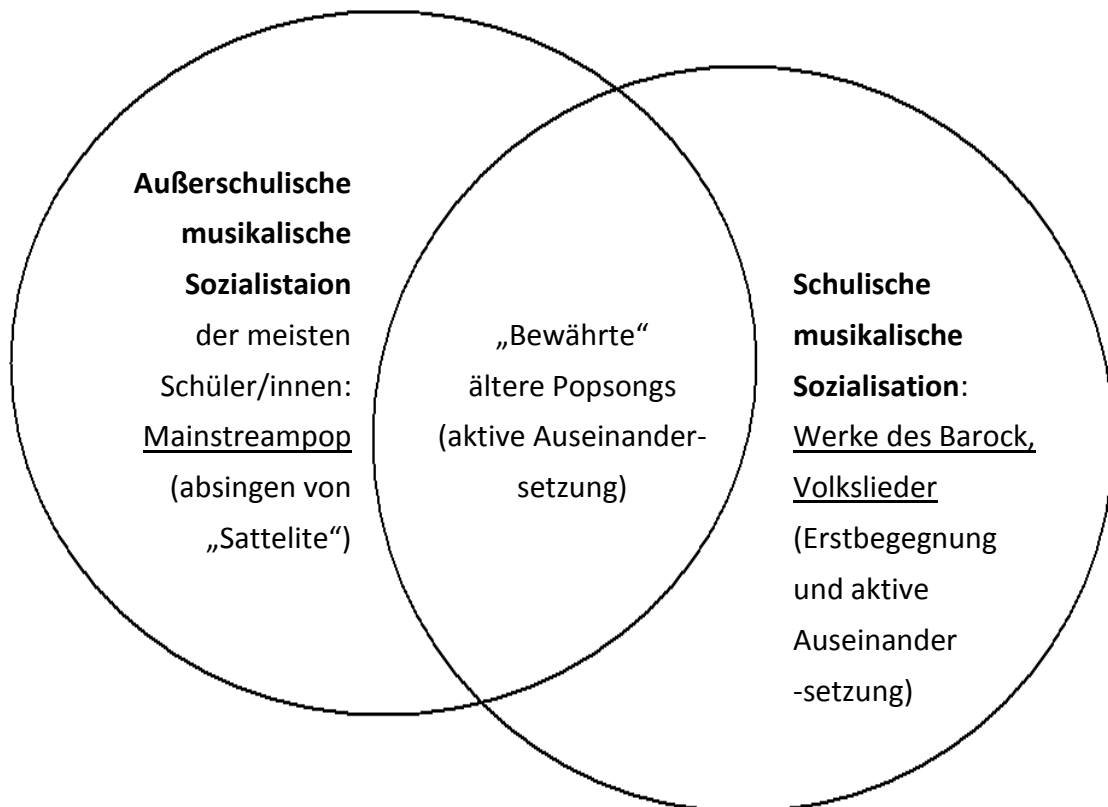 Außerschulische
musikalische
Sozialistaion
der meisten
Schüler/innen:
Mainstreampop
(absingen von
„Sattelite“)
„Bewährte“
ältere Popsongs
(aktive Auseinander-
setzung)
Schulische
musikalische
Sozialisation:
Werke des Barock,
Volkslieder
(Erstbegegnung
und aktive
Auseinander
-setzung)